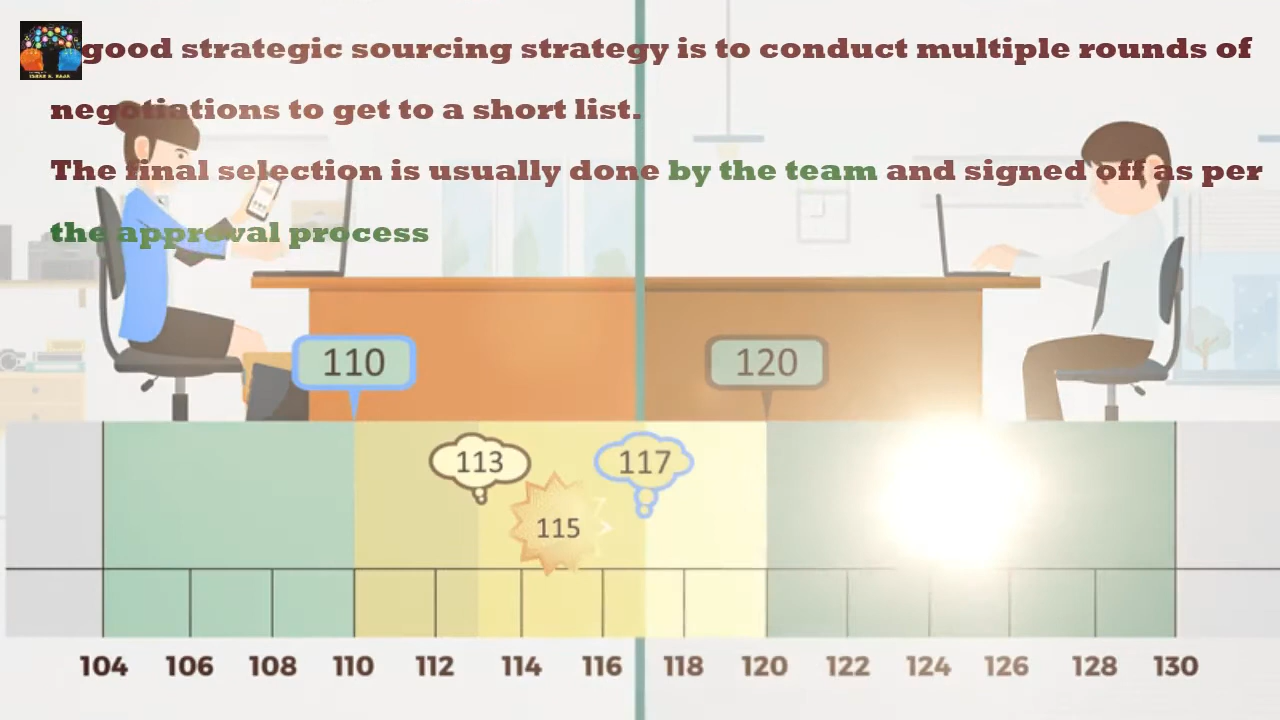 good strategic sourcing strategy is to conduct multiple rounds of
negotiations to get to a short list.
The final selection is usually done by the team and signed off as per
the approval process
110
120
113
117
115
104 106 108 110 112 114 116 118 120 122 124 126 128 130